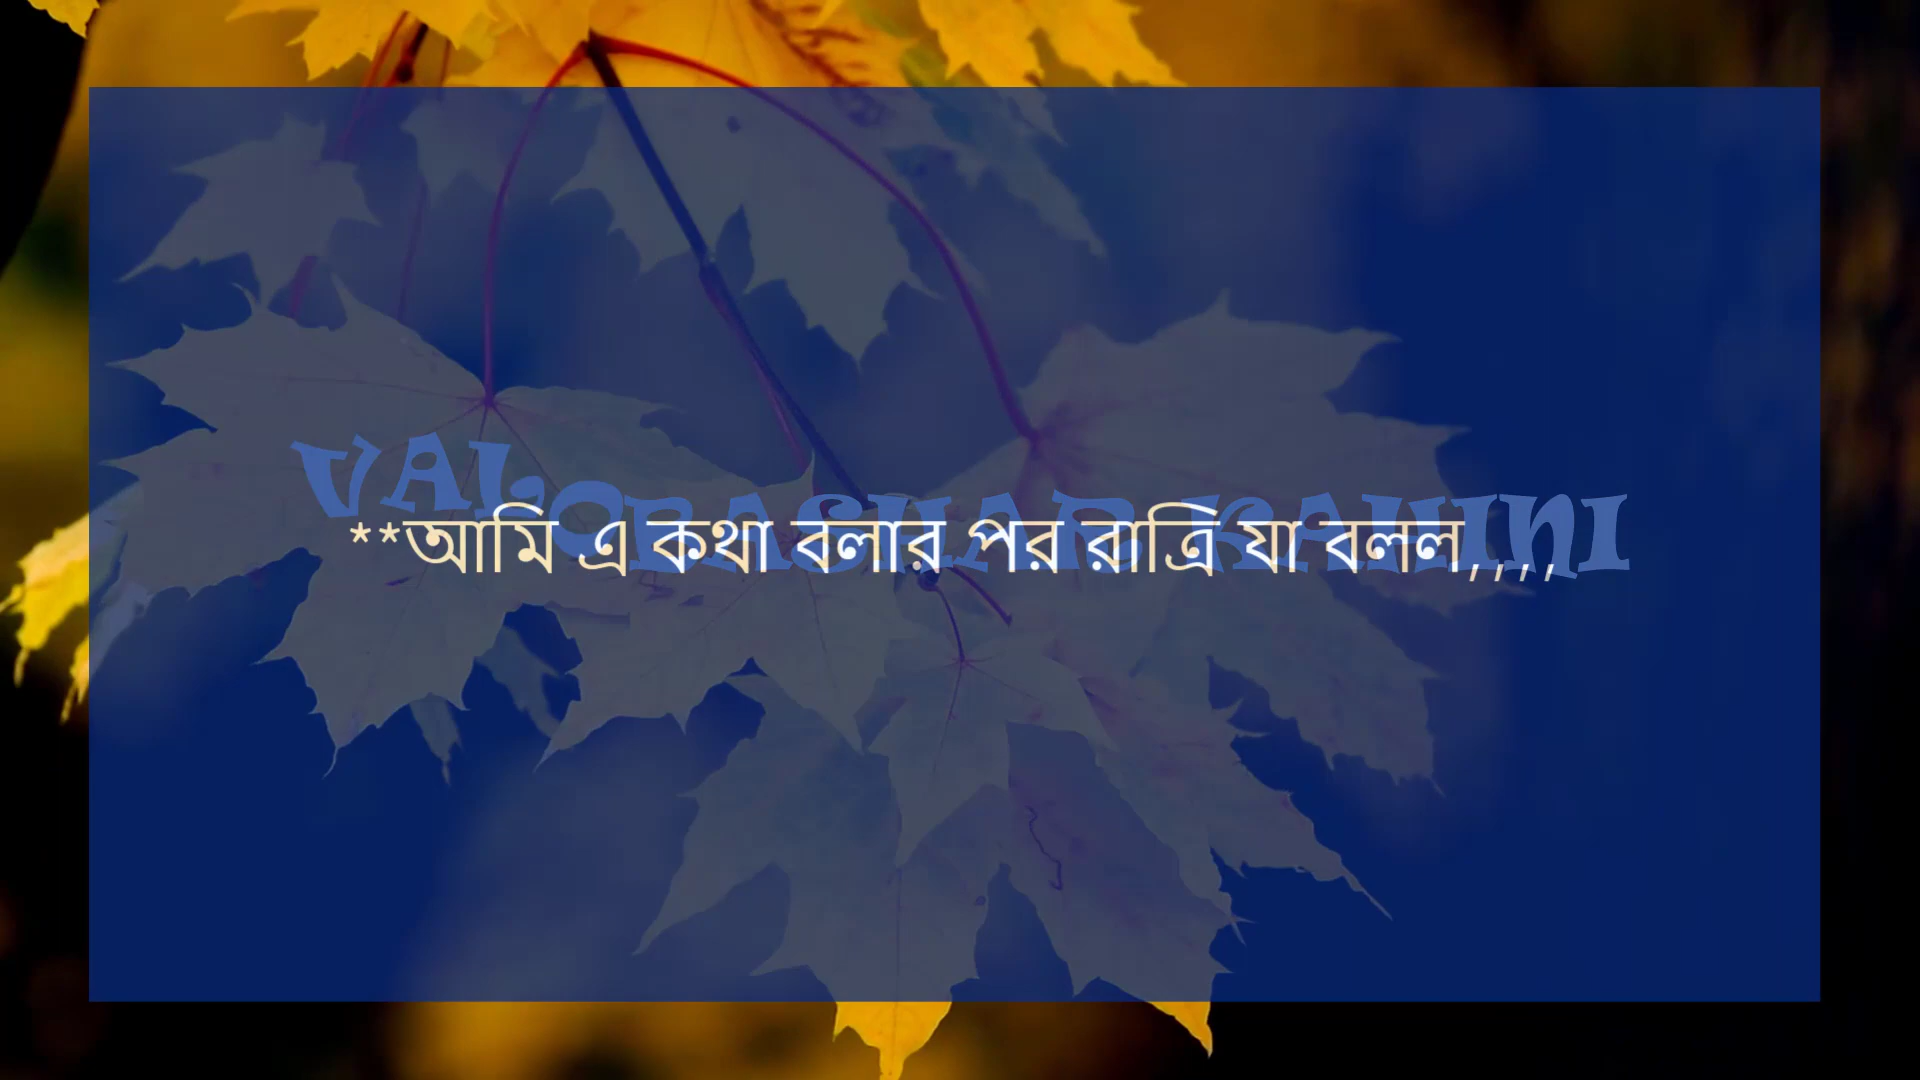 VALOBASHAR KAHINI
**আমি এ কথা বলার পর রাত্রি যা বলল,,,,